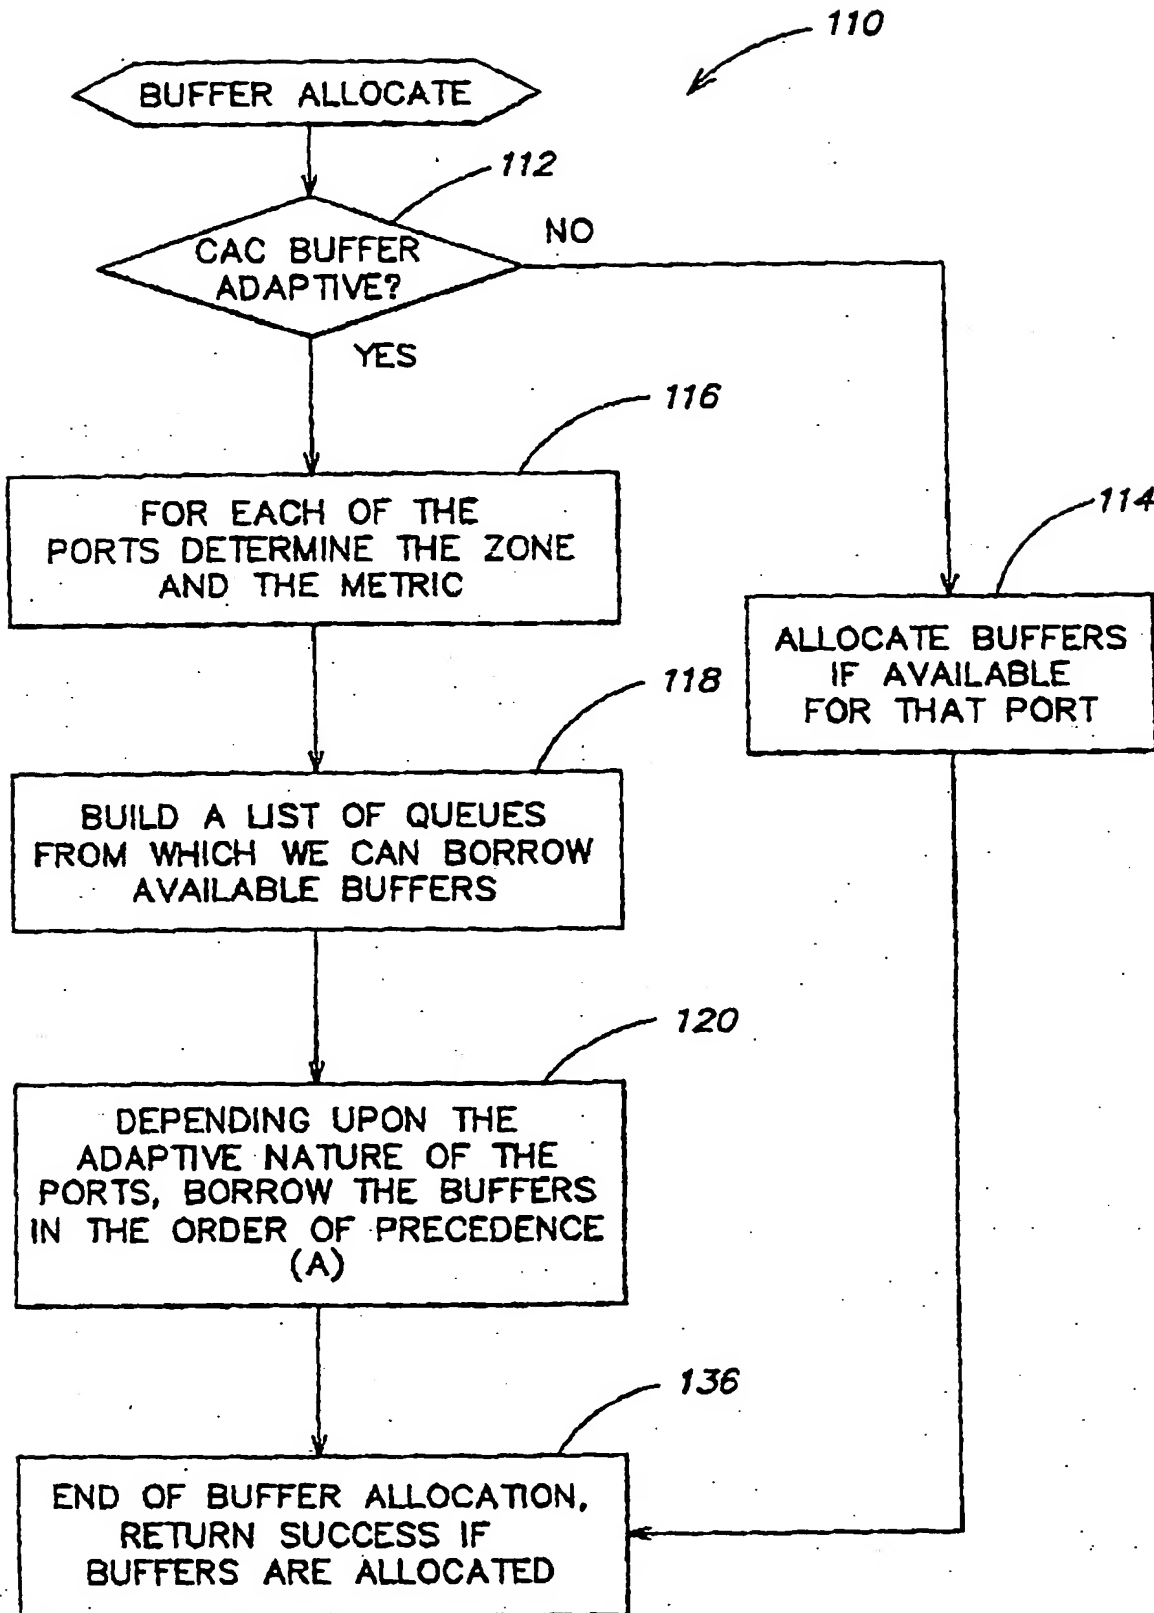 110
BUFFER ALLOCATE
112
CAC BUFFER
ADAPTIVE?
NO
YES
116
FOR EACH OF THE
PORTS DETERMINE THE ZONE
AND THE METRIC
114
ALLOCATE BUFFERS
IF AVAILABLE
FOR THAT PORT
118
BUILD A LIST OF QUEUES
FROM WHICH WE CAN BORROW
AVAILABLE BUFFERS
120
DEPENDING UPON THE
ADAPTIVE NATURE OF THE
PORTS, BORROW THE BUFFERS
IN THE ORDER OF PRECEDENCE
(A)
136
END OF BUFFER ALLOCATION,
RETURN SUCCESS IF
BUFFERS ARE ALLOCATED